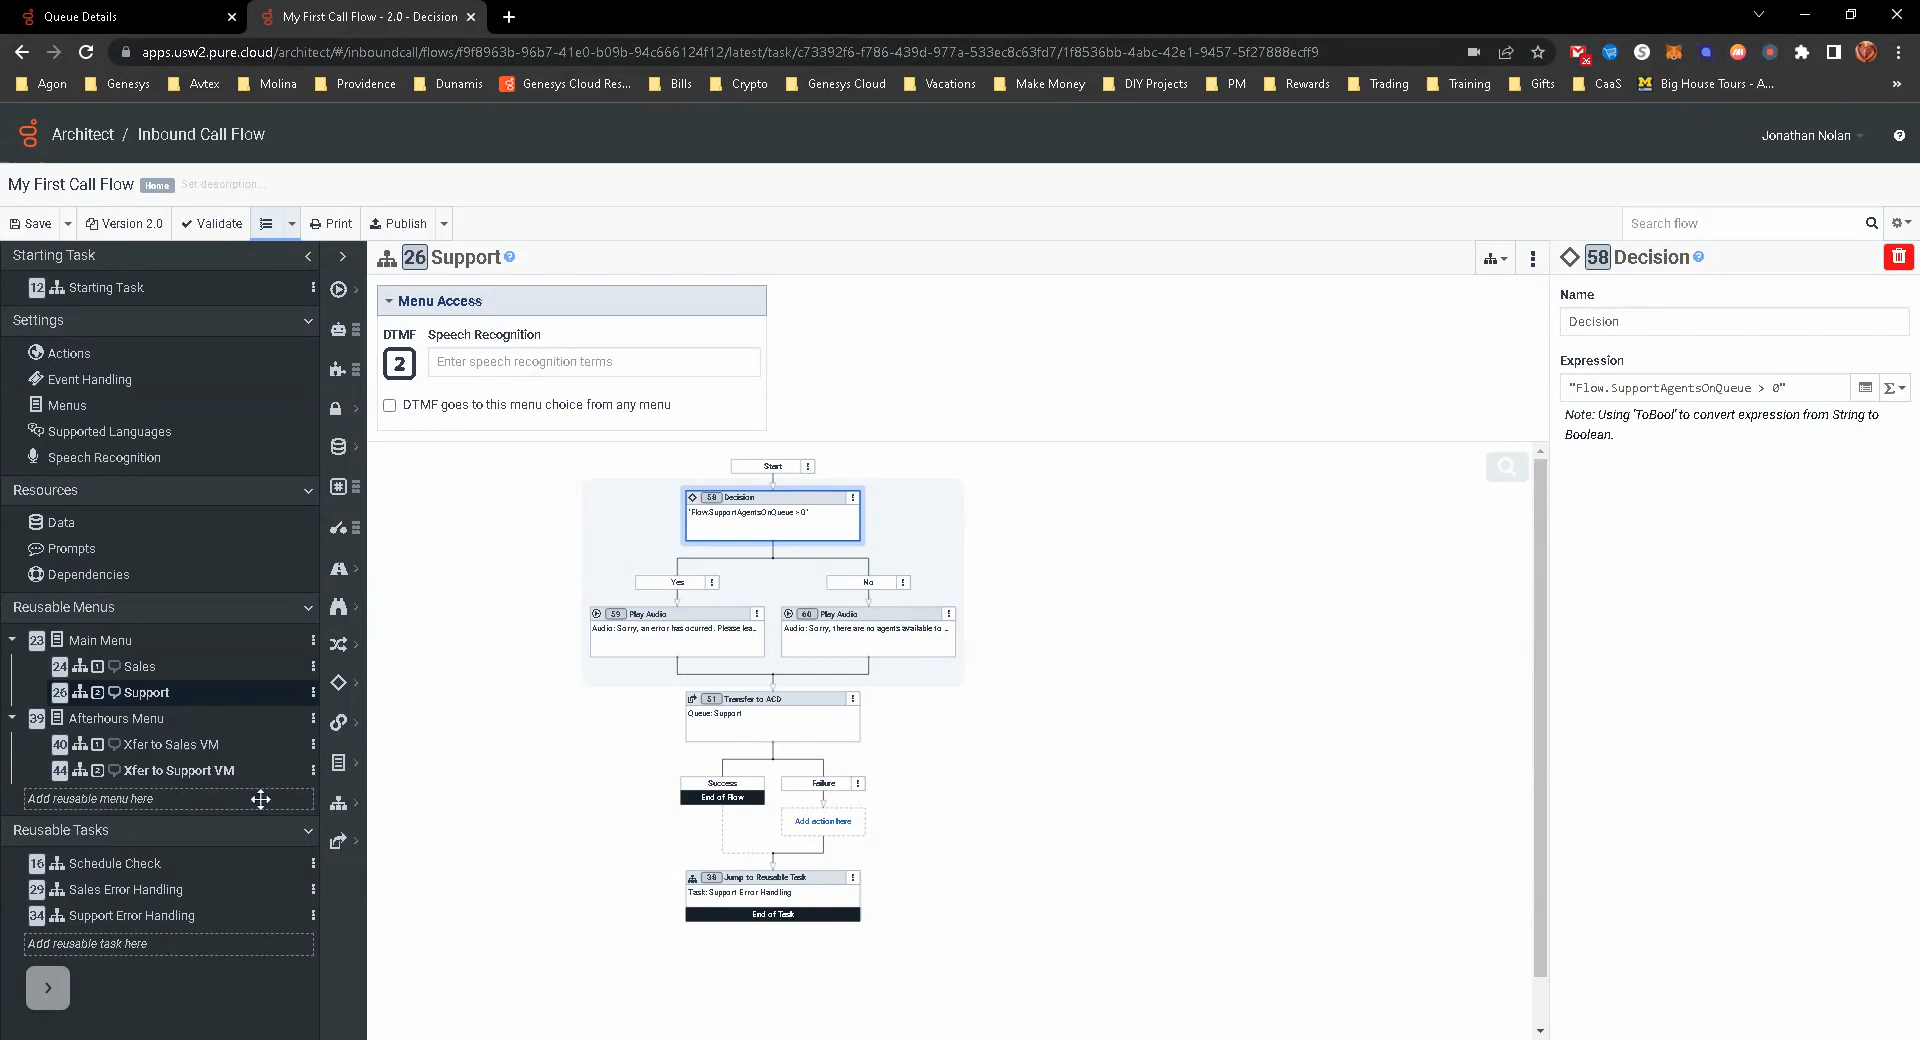 Queue Details
My First Call Flow - 2.0 - Decision
apps.usw2.pure.cloud/architect/#/inboundcall/flows/f9f8963b-96b7-41e0-b09b-94c666124f12/latest/task/c73392f6-f786-439d-977a-533ec8c63fd7/1f8536bb-4abc-42e1-9457-5f27888ecff9
26
Agon
Genesys
Avtex
Molina
Providence
Dunamis
Genesys Cloud Res...
Bills
Crypto
Genesys Cloud
Vacations
Make Money
DIY Projects
PM
Rewards
Trading
Training
Gifts
CaaS
Big House Tours - A...
Architect / Inbound Call Flow
Jonathan Nolan
My First Call Flow Home Set description...
Save
Version 2.0
Validate
Print
Publish
Search flow
Starting Task
12 Starting Task
Settings
Actions
Event Handling
Menus
Supported Languages
Speech Recognition
Resources
Data
Prompts
Dependencies
Reusable Menus
23 Main Menu
24 1 Sales
26 2 Support
39 Afterhours Menu
40 1 Xfer to Sales VM
44 2 Xfer to Support VM
Add reusable menu here
Reusable Tasks
16 Schedule Check
29 Sales Error Handling
34 Support Error Handling
Add reusable task here
26 Support
Menu Access
DTMF Speech Recognition
2 Enter speech recognition terms
DTMF goes to this menu choice from any menu
Start
58 Decision
"Flow.SupportAgentsOnQueue > 0"
Yes
No
59 Play Audio
Audio: Sorry, an error has ocurred. Please lea...
60 Play Audio
Audio: Sorry, there are no agents available to ...
51 Transfer to ACD
Queue: Support
Success
End of Flow
Failure
Add action here
38 Jump to Reusable Task
Task: Support Error Handling
End of Task
58 Decision
Name
Decision
Expression
"Flow.SupportAgentsOnQueue > 0"
Note: Using 'ToBool' to convert expression from String to
Boolean.